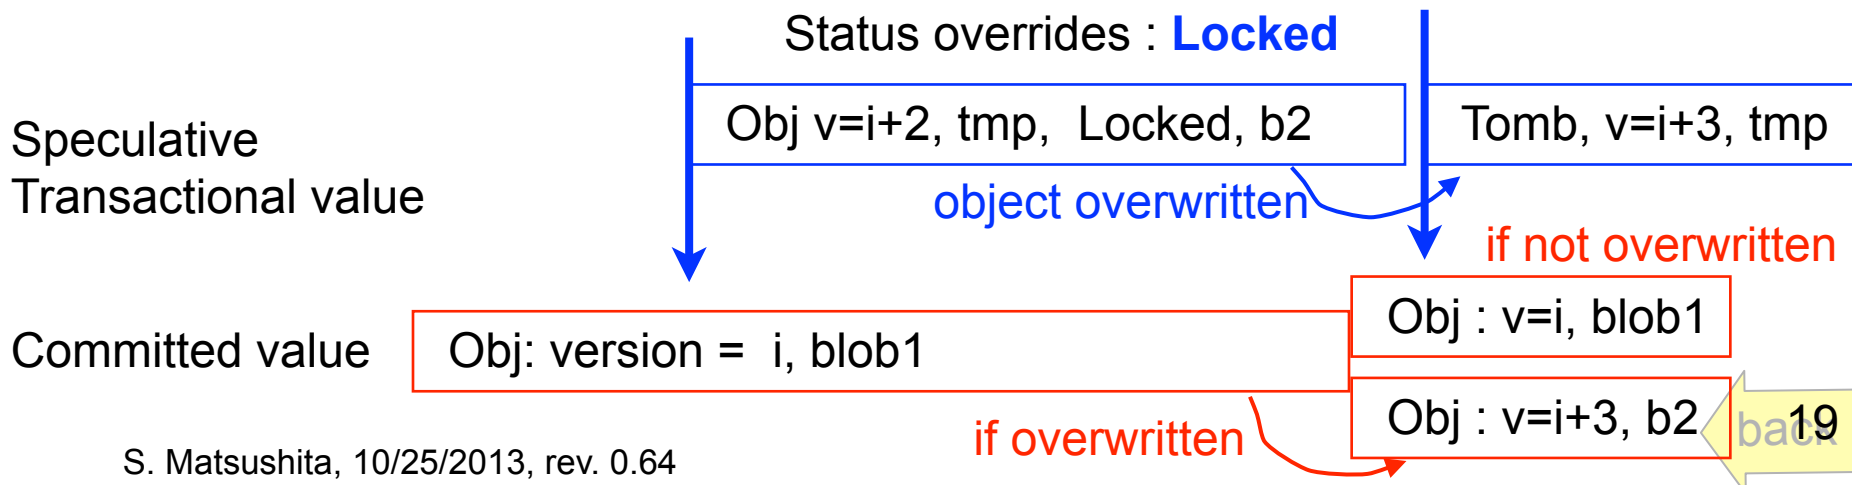 Status overrides : Locked
Speculative
Transactional value
Obj v=i+2, tmp, Locked, b2
Tomb, v=i+3, tmp
object overwritten
if not overwritten
Committed value
Obj: version = i, blob1
Obj : v=i, blob1
Obj : v=i+3, b2
if overwritten
back
19
S. Matsushita, 10/25/2013, rev. 0.64